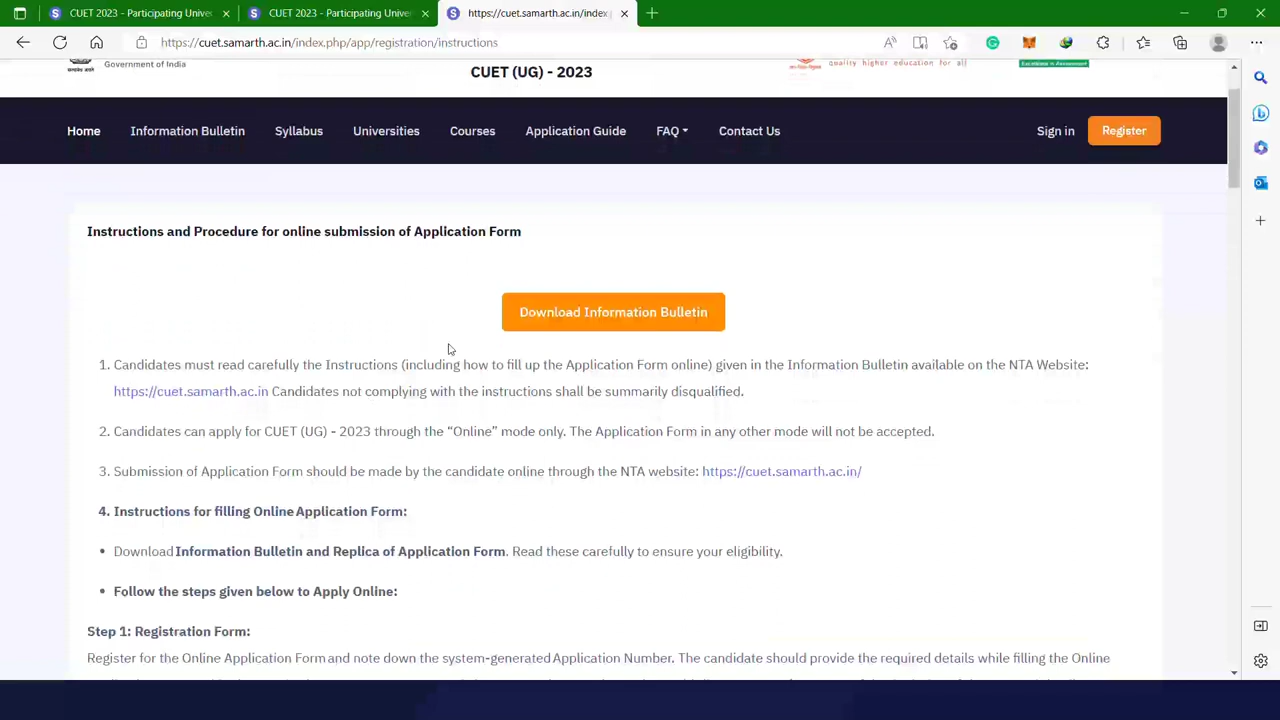 CUET 2023 - Participating Unive
CUET 2023 - Participating Unive
https://cuet.samarth.ac.in/index.p
https://cuet.samarth.ac.in/index.php/app/registration/instructions
Government of India
CUET (UG) - 2023
quality higher education for all
Home
Information Bulletin
Syllabus
Universities
Courses
Application Guide
FAQ
Contact Us
Sign in
Register
Instructions and Procedure for online submission of Application Form
Download Information Bulletin
1. Candidates must read carefully the Instructions (including how to fill up the Application Form online) given in the Information Bulletin available on the NTA Website:
https://cuet.samarth.ac.in Candidates not complying with the instructions shall be summarily disqualified.
2. Candidates can apply for CUET (UG) - 2023 through the “Online” mode only. The Application Form in any other mode will not be accepted.
3. Submission of Application Form should be made by the candidate online through the NTA website: https://cuet.samarth.ac.in/
4. Instructions for filling Online Application Form:
• Download Information Bulletin and Replica of Application Form. Read these carefully to ensure your eligibility.
• Follow the steps given below to Apply Online:
Step 1: Registration Form:
Register for the Online Application Form and note down the system-generated Application Number. The candidate should provide the required details while filling the Online